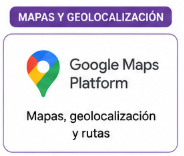 MAPAS Y GEOLOCALIZACIÓN
Google Maps
Platform
Mapas, geolocalización
y rutas